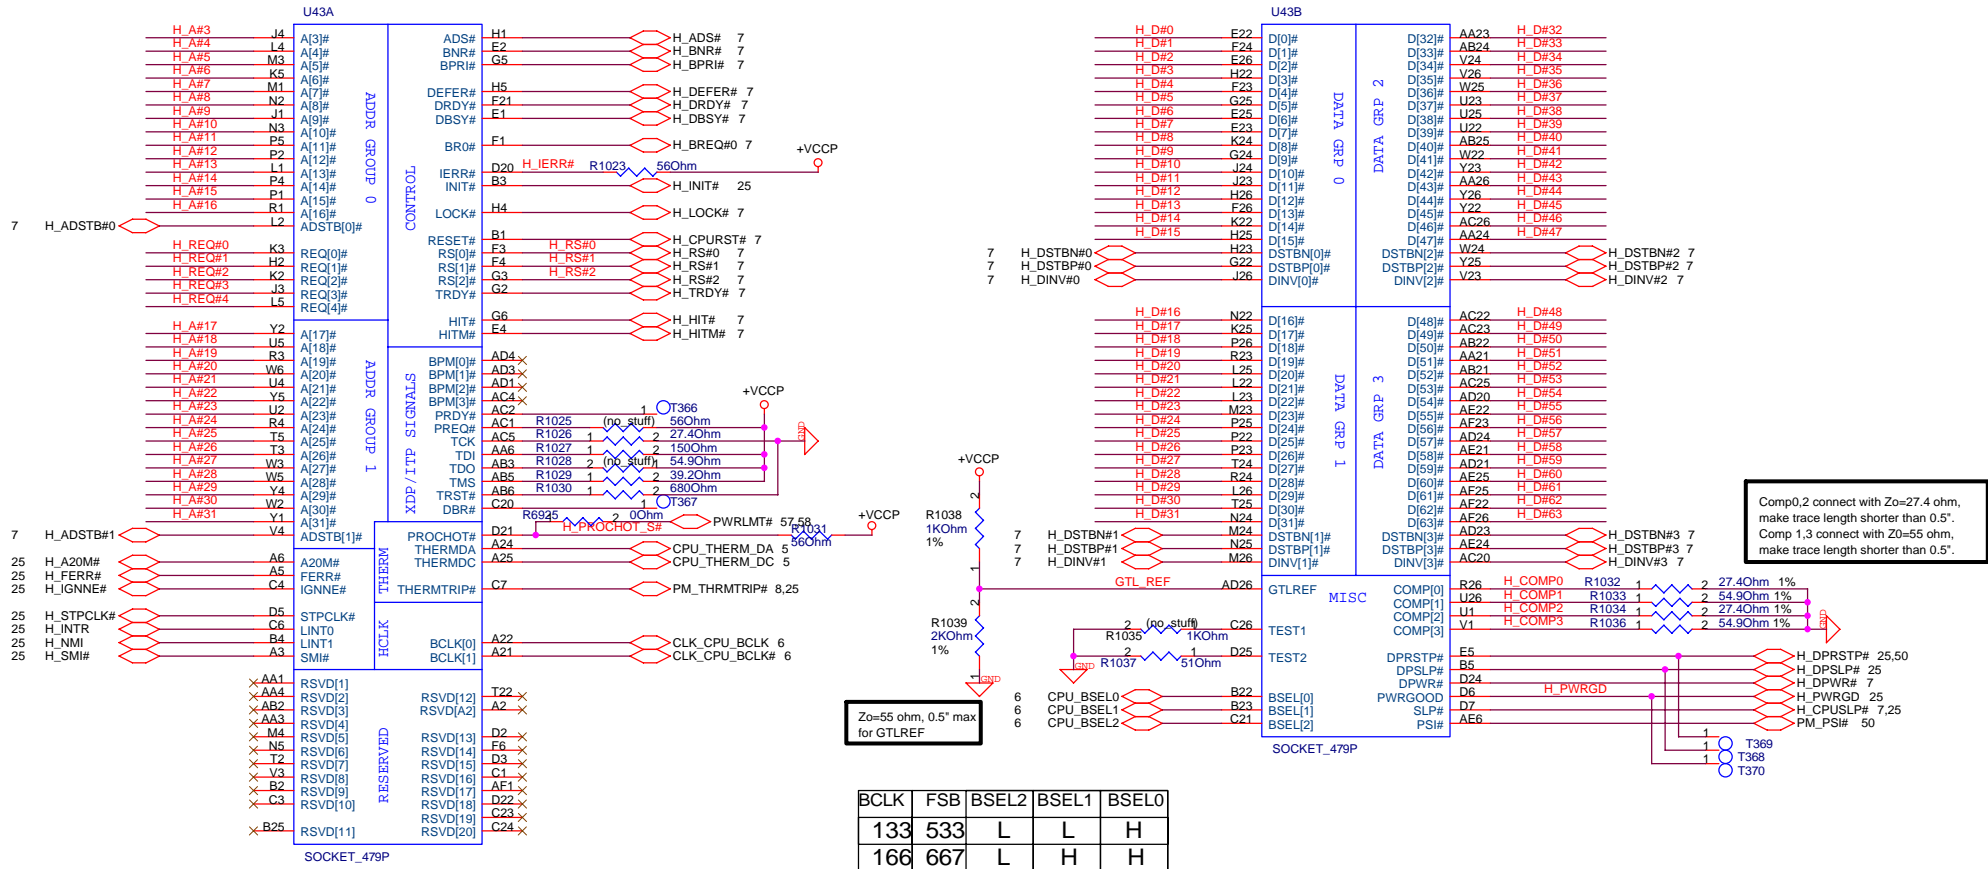 U43A
H_A#3 J4 A[3]# ADS# H1 H_ADS# 7
H_A#4 L4 A[4]# BNR# E2 H_BNR# 7
H_A#5 M3 A[5]# BPRI# G5 H_BPRI# 7
H_A#6 K5 A[6]#
H_A#7 M1 A[7]# DEFER# H5 H_DEFER# 7
H_A#8 N2 A[8]# DRDY# F21 H_DRDY# 7
H_A#9 J1 A[9]# DBSY# E1 H_DBSY# 7
H_A#10 N3 A[10]#
H_A#11 P5 A[11]# BR0# F1 H_BREQ#0 7
H_A#12 P2 A[12]#
H_A#13 L1 A[13]# IERR# D20 H_IERR# R1023 56Ohm +VCCP
H_A#14 P4 A[14]# INIT# B3 H_INIT# 25
H_A#15 P1 A[15]#
H_A#16 R1 A[16]# LOCK# H4 H_LOCK# 7
7 H_ADSTB#0 L2 ADSTB[0]#
ADDR GROUP 0
CONTROL
RESET# B1 H_CPURST# 7
H_REQ#0 K3 REQ[0]# RS[0]# F3 H_RS#0 H_RS#0 7
H_REQ#1 H2 REQ[1]# RS[1]# F4 H_RS#1 H_RS#1 7
H_REQ#2 K2 REQ[2]# RS[2]# G3 H_RS#2 H_RS#2 7
H_REQ#3 J3 REQ[3]# TRDY# G2 H_TRDY# 7
H_REQ#4 L5 REQ[4]#
HIT# G6 H_HIT# 7
H_A#17 Y2 A[17]# HITM# E4 H_HITM# 7
H_A#18 U5 A[18]#
H_A#19 R3 A[19]# BPM[0]# AD4
H_A#20 W6 A[20]# BPM[1]# AD3
H_A#21 U4 A[21]# BPM[2]# AD1
H_A#22 Y5 A[22]# BPM[3]# AC4
H_A#23 U2 A[23]# PRDY# AC2 1 T366
H_A#24 R4 A[24]# PREQ# AC1 R1025 (no_stuff) 56Ohm +VCCP
H_A#25 T5 A[25]# TCK AC5 R1026 1 2 27.4Ohm GND
H_A#26 T3 A[26]# TDI AA6 R1027 1 2 150Ohm
H_A#27 W3 A[27]# TDO AB3 R1028 2 (no_stuff) 1 54.9Ohm
H_A#28 W5 A[28]# TMS AB5 R1029 1 2 39.2Ohm
H_A#29 Y4 A[29]# TRST# AB6 R1030 1 2 680Ohm
H_A#30 W2 A[30]# DBR# C20 1 T367
H_A#31 Y1 A[31]#
7 H_ADSTB#1 V4 ADSTB[1]#
ADDR GROUP 1
XDP/ITP SIGNALS
R6925 2 0Ohm PWRLMT# 57,58
PROCHOT# D21 H_PROCHOT_S# R1031 56Ohm +VCCP
THERMDA A24 CPU_THERM_DA 5
THERMDC A25 CPU_THERM_DC 5
THERM
25 H_A20M# A6 A20M#
25 H_FERR# A5 FERR#
25 H_IGNNE# C4 IGNNE# THERMTRIP# C7 PM_THRMTRIP# 8,25
25 H_STPCLK# D5 STPCLK#
25 H_INTR C6 LINT0
25 H_NMI B4 LINT1 BCLK[0] A22 CLK_CPU_BCLK 6
25 H_SMI# A3 SMI# BCLK[1] A21 CLK_CPU_BCLK# 6
HCLK
AA1 RSVD[1]
AA4 RSVD[2] RSVD[12] T22
AB2 RSVD[3] RSVD[A2] A2
AA3 RSVD[4]
M4 RSVD[5] RSVD[13] D2
N5 RSVD[6] RSVD[14] F6
T2 RSVD[7] RSVD[15] D3
V3 RSVD[8] RSVD[16] C1
B2 RSVD[9] RSVD[17] AF1
C3 RSVD[10] RSVD[18] D22
RSVD[19] C23
B25 RSVD[11] RSVD[20] C24
RESERVED
SOCKET_479P
U43B
H_D#0 E22 D[0]# D[32]# AA23 H_D#32
H_D#1 F24 D[1]# D[33]# AB24 H_D#33
H_D#2 E26 D[2]# D[34]# V24 H_D#34
H_D#3 H22 D[3]# D[35]# V26 H_D#35
H_D#4 F23 D[4]# D[36]# W25 H_D#36
H_D#5 G25 D[5]# D[37]# U23 H_D#37
H_D#6 E25 D[6]# D[38]# U25 H_D#38
H_D#7 E23 D[7]# D[39]# U22 H_D#39
H_D#8 K24 D[8]# D[40]# AB25 H_D#40
H_D#9 G24 D[9]# D[41]# W22 H_D#41
H_D#10 J24 D[10]# D[42]# Y23 H_D#42
H_D#11 J23 D[11]# D[43]# AA26 H_D#43
H_D#12 H26 D[12]# D[44]# Y26 H_D#44
H_D#13 F26 D[13]# D[45]# Y22 H_D#45
H_D#14 K22 D[14]# D[46]# AC26 H_D#46
H_D#15 H25 D[15]# D[47]# AA24 H_D#47
7 H_DSTBN#0 H23 DSTBN[0]# DSTBN[2]# W24 H_DSTBN#2 7
7 H_DSTBP#0 G22 DSTBP[0]# DSTBP[2]# Y25 H_DSTBP#2 7
7 H_DINV#0 J26 DINV[0]# DINV[2]# V23 H_DINV#2 7
DATA GRP 0
DATA GRP 2
H_D#16 N22 D[16]# D[48]# AC22 H_D#48
H_D#17 K25 D[17]# D[49]# AC23 H_D#49
H_D#18 P26 D[18]# D[50]# AB22 H_D#50
H_D#19 R23 D[19]# D[51]# AA21 H_D#51
H_D#20 L25 D[20]# D[52]# AB21 H_D#52
H_D#21 L22 D[21]# D[53]# AC25 H_D#53
H_D#22 L23 D[22]# D[54]# AD20 H_D#54
H_D#23 M23 D[23]# D[55]# AE22 H_D#55
H_D#24 P25 D[24]# D[56]# AF23 H_D#56
H_D#25 P22 D[25]# D[57]# AD24 H_D#57
H_D#26 P23 D[26]# D[58]# AE21 H_D#58
H_D#27 T24 D[27]# D[59]# AD21 H_D#59
H_D#28 R24 D[28]# D[60]# AE25 H_D#60
H_D#29 L26 D[29]# D[61]# AF25 H_D#61
H_D#30 T25 D[30]# D[62]# AF22 H_D#62
H_D#31 N24 D[31]# D[63]# AF26 H_D#63
7 H_DSTBN#1 M24 DSTBN[1]# DSTBN[3]# AD23 H_DSTBN#3 7
7 H_DSTBP#1 N25 DSTBP[1]# DSTBP[3]# AE24 H_DSTBP#3 7
7 H_DINV#1 M26 DINV[1]# DINV[3]# AC20 H_DINV#3 7
DATA GRP 1
DATA GRP 3
+VCCP
2
R1038
1KOhm
1%
1
GTL_REF AD26 GTLREF
2
R1039
2KOhm
1%
1
GND
MISC
COMP[0] R26 H_COMP0 R1032 1 2 27.4Ohm 1%
COMP[1] U26 H_COMP1 R1033 1 2 54.9Ohm 1%
COMP[2] U1 H_COMP2 R1034 1 2 27.4Ohm 1%
COMP[3] V1 H_COMP3 R1036 1 2 54.9Ohm 1%
GND
2 (no_stuff) 1 C26 TEST1
R1035 1KOhm
2 1 D25 TEST2
R1037 51Ohm
GND
DPRSTP# E5 H_DPRSTP# 25,50
DPSLP# B5 H_DPSLP# 25
DPWR# D24 H_DPWR# 7
6 CPU_BSEL0 B22 BSEL[0] PWRGOOD D6 H_PWRGD H_PWRGD 25
6 CPU_BSEL1 B23 BSEL[1] SLP# D7 H_CPUSLP# 7,25
6 CPU_BSEL2 C21 BSEL[2] PSI# AE6 PM_PSI# 50
SOCKET_479P
1 T369
1 T368
1 T370
Comp0,2 connect with Zo=27.4 ohm,
make trace length shorter than 0.5".
Comp 1,3 connect with Z0=55 ohm,
make trace length shorter than 0.5".
Zo=55 ohm, 0.5" max
for GTLREF
BCLK FSB BSEL2 BSEL1 BSEL0
133 533 L L H
166 667 L H H